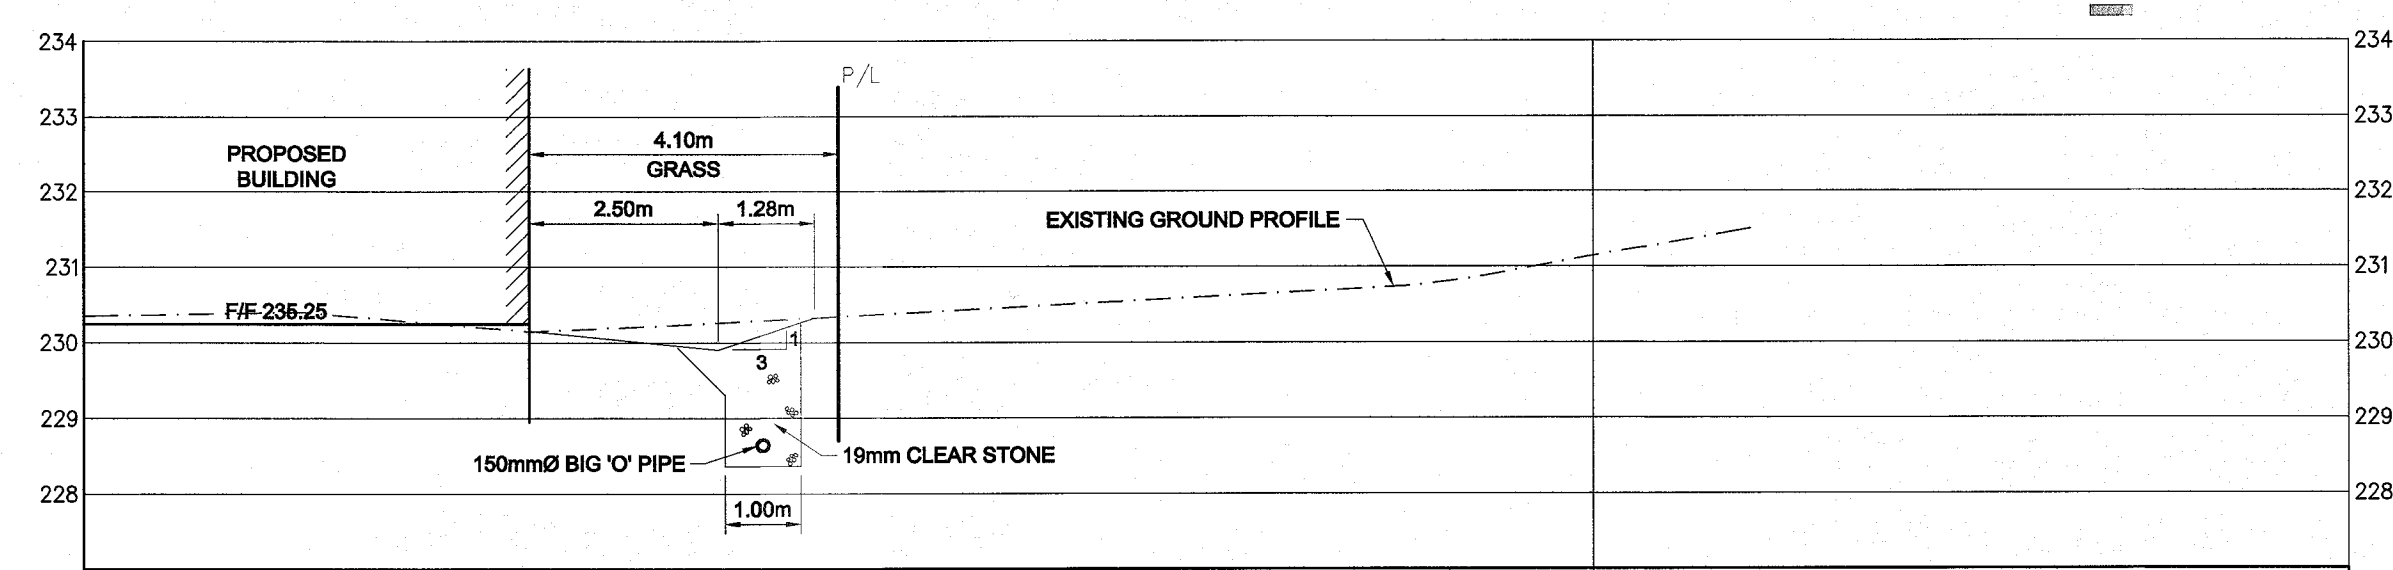 234
234
P/L
233
233
4.10m
PROPOSED
BUILDING
GRASS
232
232
2.50m
1.28m
EXISTING GROUND PROFILE
231
231
F/F 235.25
230
230
1
3
229
229
150mmØ BIG 'O' PIPE
19mm CLEAR STONE
228
228
1.00m